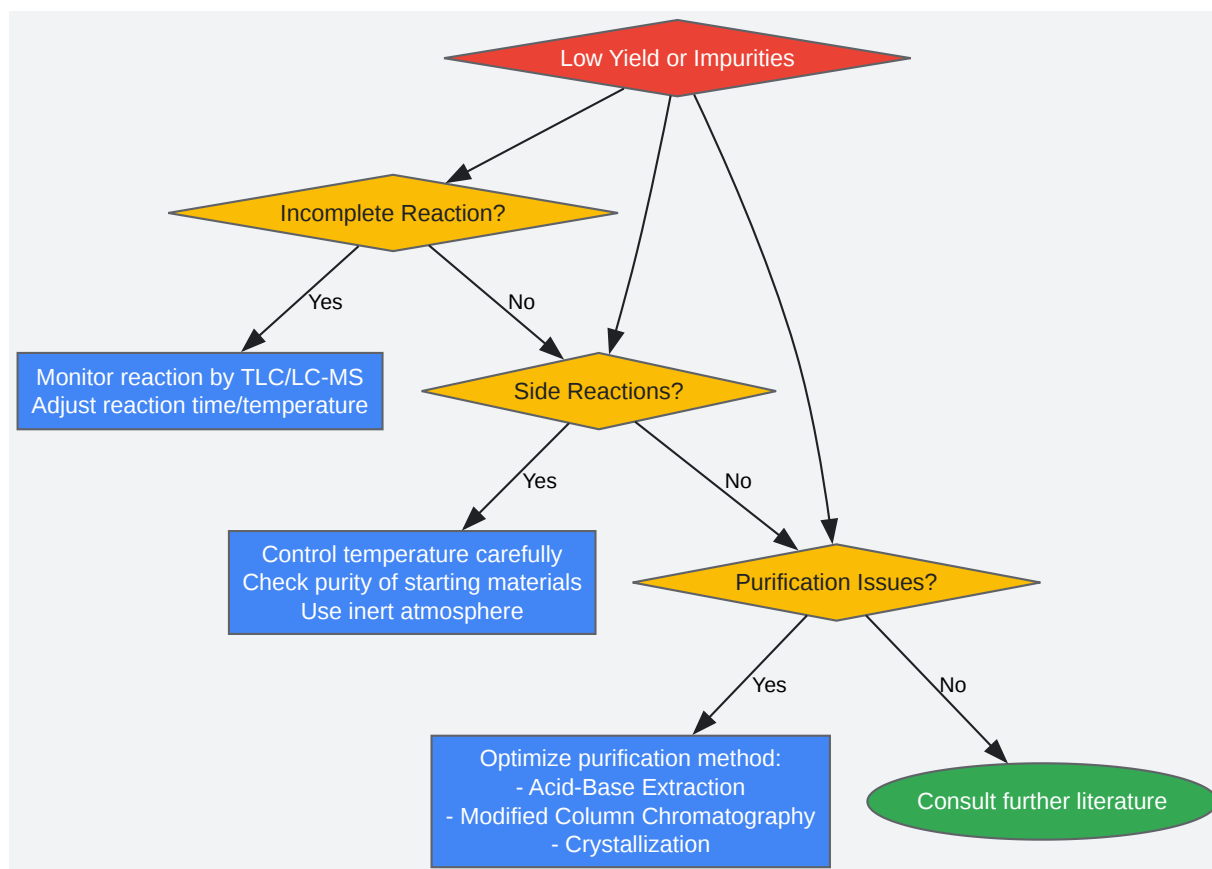 Low Yield or Impurities
Incomplete Reaction?
Yes
No
Monitor reaction by TLC/LC-MS
Adjust reaction time/temperature
Side Reactions?
Yes
No
Control temperature carefully
Check purity of starting materials
Use inert atmosphere
Purification Issues?
Yes
No
Optimize purification method:
- Acid-Base Extraction
- Modified Column Chromatography
- Crystallization
Consult further literature